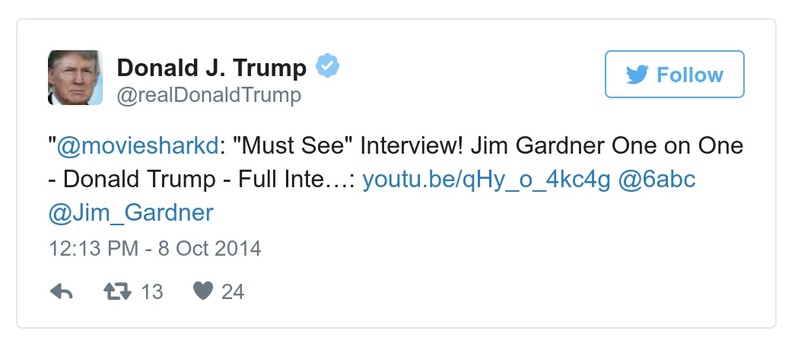 Donald J. Trump
@realDonaldTrump
Follow
"@moviesharkd: "Must See" Interview! Jim Gardner One on One
- Donald Trump - Full Inte…: youtu.be/qHy_o_4kc4g @6abc
@Jim_Gardner
12:13 PM - 8 Oct 2014
13 24